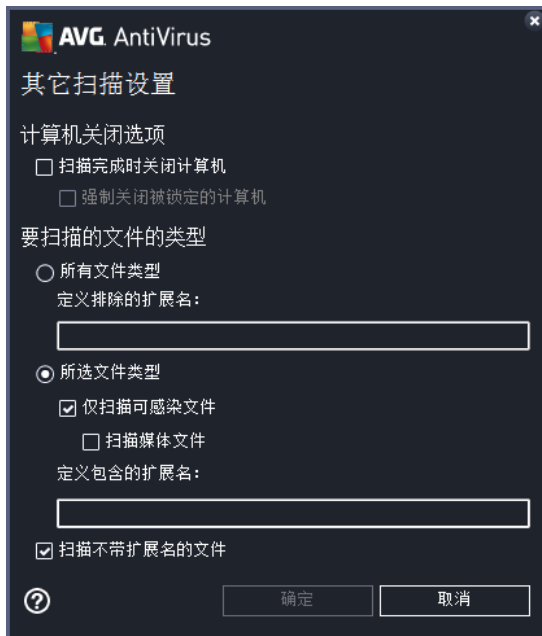 AVG AntiVirus
其它扫描设置
计算机关闭选项
扫描完成时关闭计算机
强制关闭被锁定的计算机
要扫描的文件的类型
所有文件类型
定义排除的扩展名：
所选文件类型
仅扫描可感染文件
扫描媒体文件
定义包含的扩展名：
扫描不带扩展名的文件
确定 取消